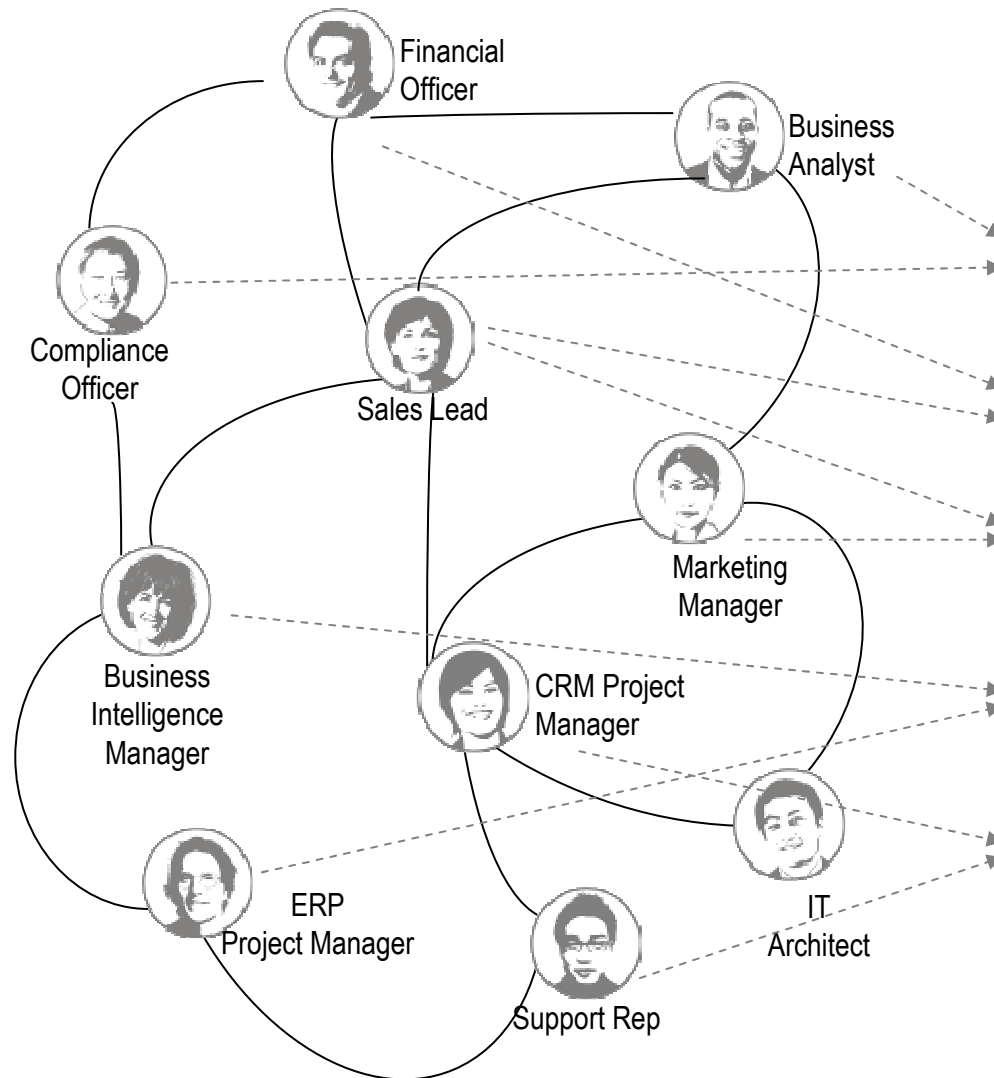 Financial
Officer
Business
Analyst
Compliance
Officer
Sales Lead
Marketing
Manager
Business
Intelligence
Manager
CRM Project
Manager
ERP
Project Manager
IT
Architect
Support Rep